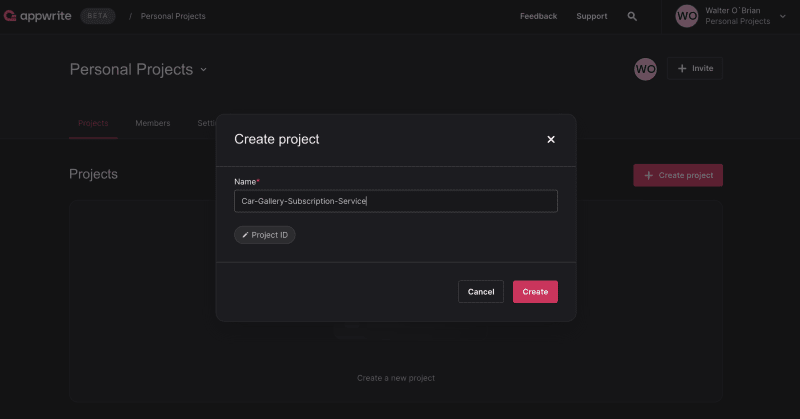 appwrite BETA / Personal Projects Feedback Support WO Walter O´Brian
Personal Projects
Personal Projects WO + Invite
Projects Members
Create project
Projects + Create project
Name*
Car-Gallery-Subscription-Service
Project ID
Cancel Create
Create a new project